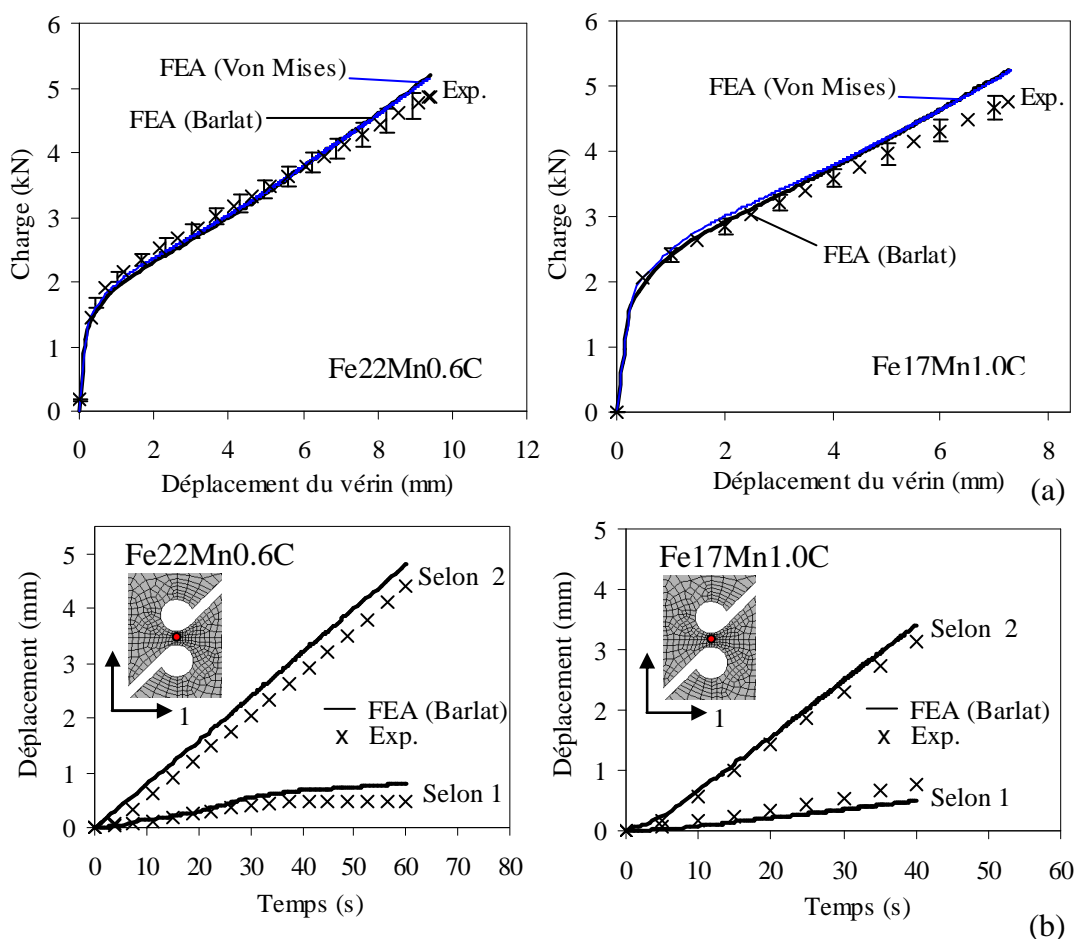 6
5
4
3
2
1
0
Charge (kN)
FEA (Von Mises)
FEA (Barlat)
Exp.
Fe22Mn0.6C
0 2 4 6 8 10 12
Déplacement du vérin (mm)
6
5
4
3
2
1
0
Charge (kN)
FEA (Von Mises)
Exp.
FEA (Barlat)
Fe17Mn1.0C
0 2 4 6 8
Déplacement du vérin (mm)
(a)
5
4
3
2
1
0
Déplacement (mm)
Fe22Mn0.6C
Selon 2
1
FEA (Barlat)
x Exp.
Selon 1
0 10 20 30 40 50 60 70 80
Temps (s)
5
4
3
2
1
0
Déplacement (mm)
Fe17Mn1.0C
Selon 2
1
FEA (Barlat)
x Exp.
Selon 1
0 10 20 30 40 50 60
Temps (s)
(b)